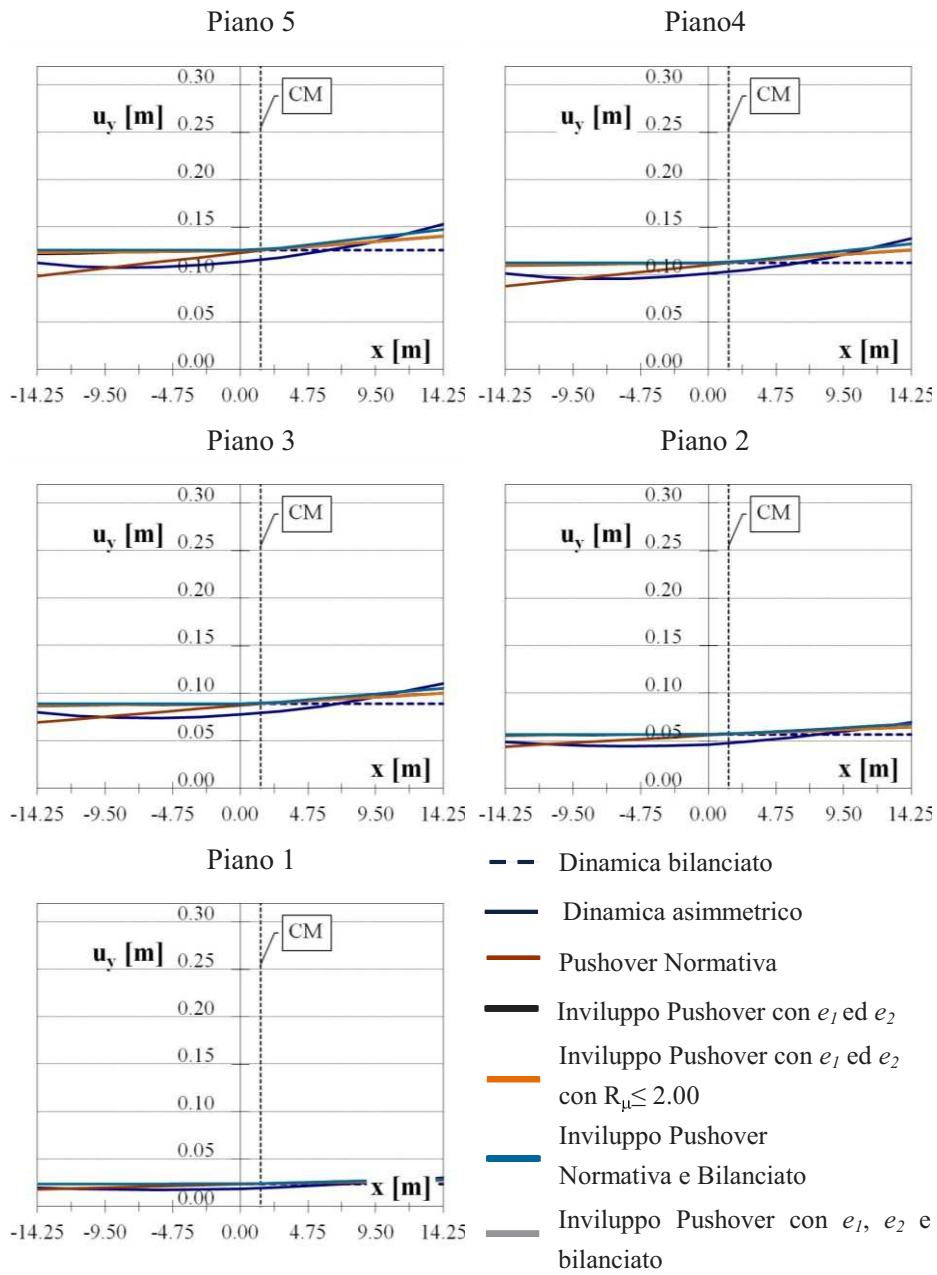 Piano 5
0.30
CM
u_y [m]
0.25
0.20
0.15
0.10
0.05
x [m]
0.00
-14.25 -9.50 -4.75 0.00 4.75 9.50 14.25
Piano4
0.30
CM
u_y [m]
0.25
0.20
0.15
0.10
0.05
x [m]
0.00
-14.25 -9.50 -4.75 0.00 4.75 9.50 14.25
Piano 3
0.30
CM
u_y [m]
0.25
0.20
0.15
0.10
0.05
x [m]
0.00
-14.25 -9.50 -4.75 0.00 4.75 9.50 14.25
Piano 2
0.30
CM
u_y [m]
0.25
0.20
0.15
0.10
0.05
x [m]
0.00
-14.25 -9.50 -4.75 0.00 4.75 9.50 14.25
Piano 1
0.30
CM
u_y [m]
0.25
0.20
0.15
0.10
0.05
x [m]
0.00
-14.25 -9.50 -4.75 0.00 4.75 9.50 14.25
Dinamica bilanciato
Dinamica asimmetrico
Pushover Normativa
Inviluppo Pushover con e1 ed e2
Inviluppo Pushover con e1 ed e2
con Rμ≤ 2.00
Inviluppo Pushover
Normativa e Bilanciato
Inviluppo Pushover con e1, e2 e
bilanciato